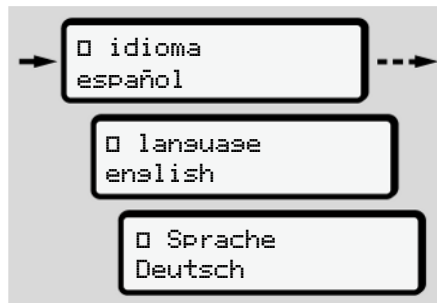 □ idioma
español
□ language
english
□ Sprache
Deutsch